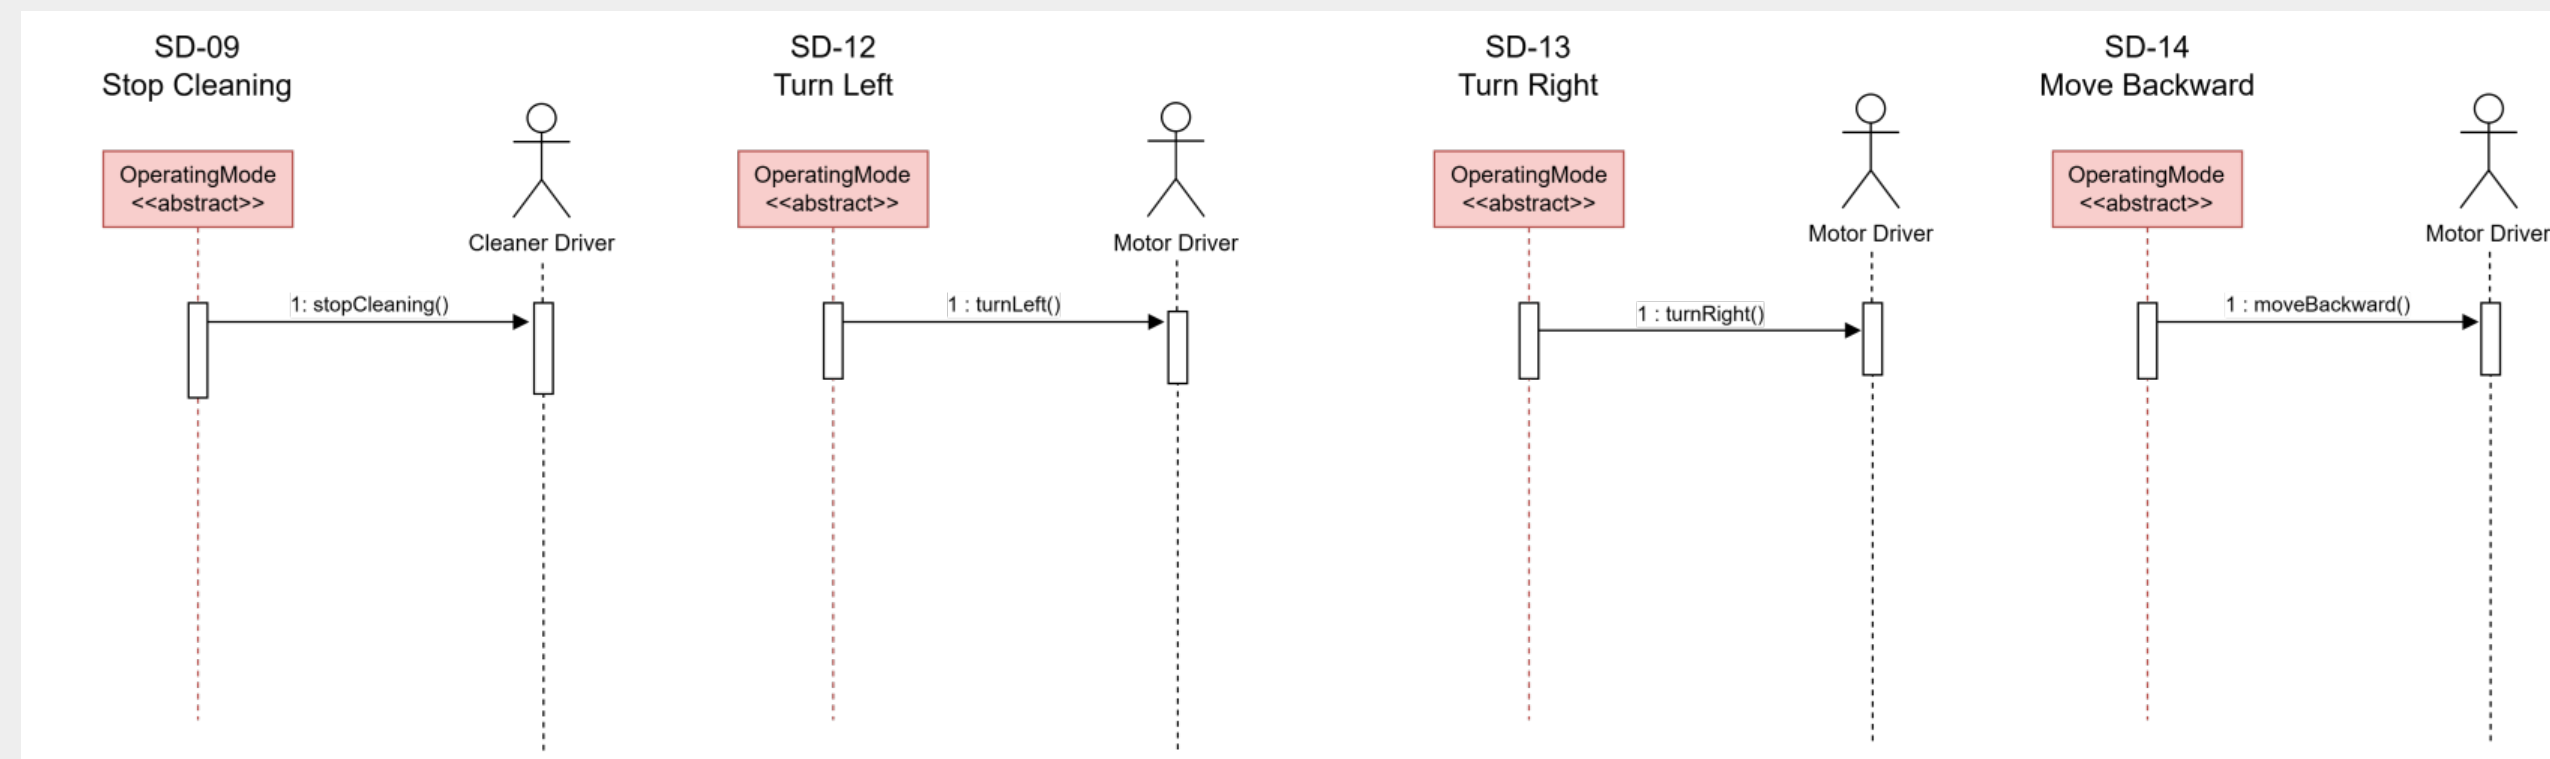 SD-09
Stop Cleaning
OperatingMode
<<abstract>>
Cleaner Driver
1: stopCleaning()
SD-12
Turn Left
OperatingMode
<<abstract>>
Motor Driver
1 : turnLeft()
SD-13
Turn Right
OperatingMode
<<abstract>>
Motor Driver
1 : turnRight()
SD-14
Move Backward
OperatingMode
<<abstract>>
Motor Driver
1 : moveBackward()